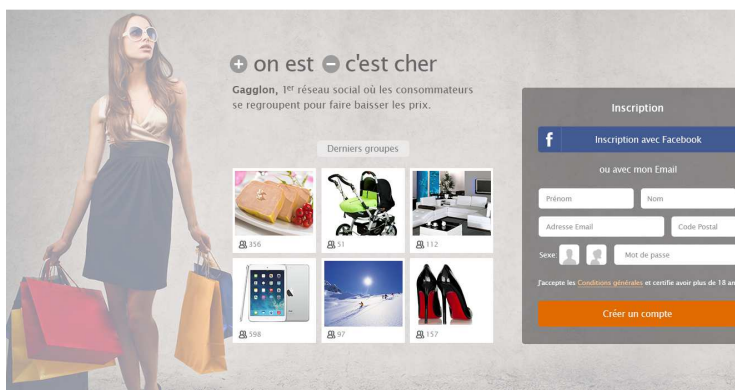 + on est - c'est cher
Gagglon, 1er réseau social où les consommateurs
se regroupent pour faire baisser les prix.
Derniers groupes
356
51
112
598
97
157
Inscription
f Inscription avec Facebook
ou avec mon Email
Prénom
Nom
Adresse Email
Code Postal
Sexe
Mot de passe
J'accepte les Conditions générales et certifie avoir plus de 18 an
Créer un compte